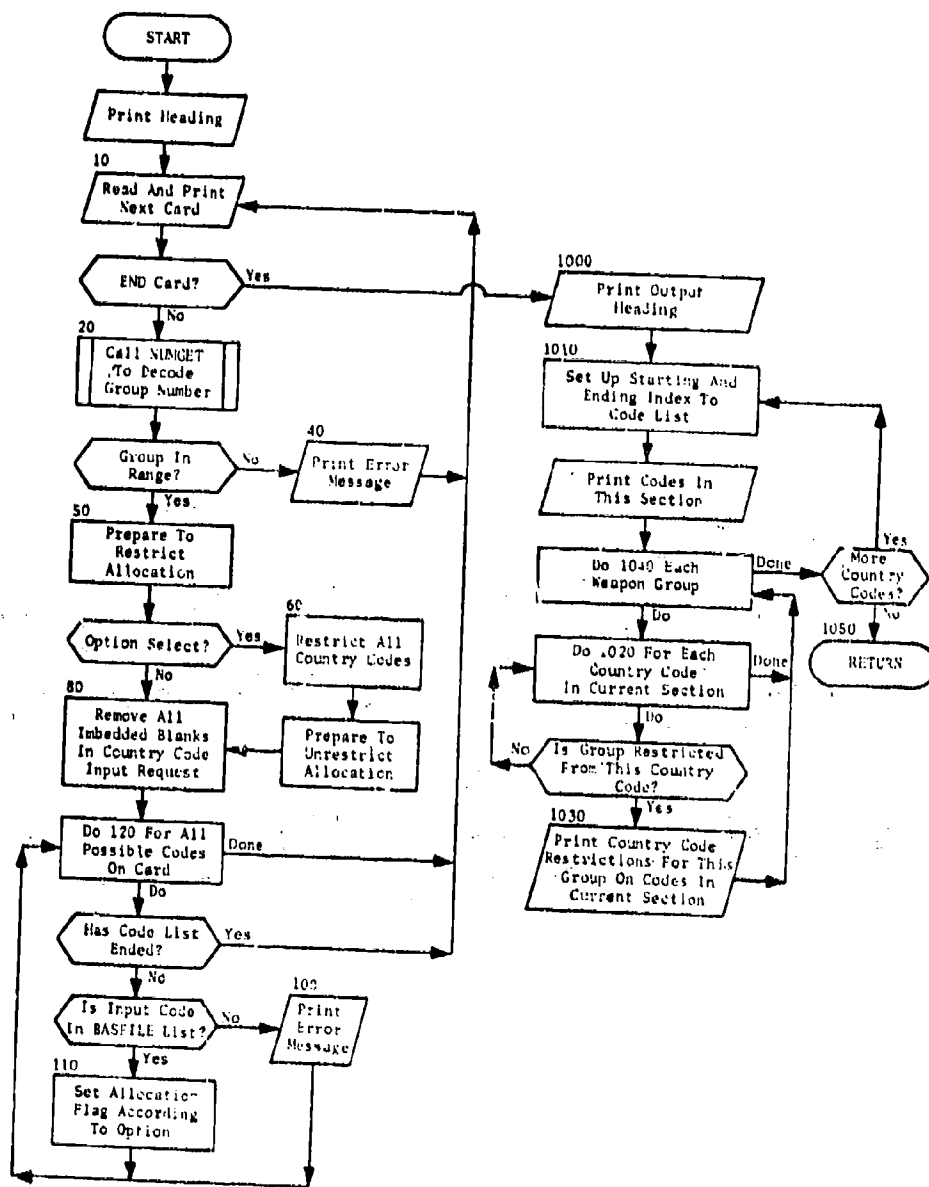 START
Print Heading
10
Read And Print
Next Card
END Card?
Yes
No
20
Call NUMGET
To Decode
Group Number
Group In
Range?
No
Yes
40
Print Error
Message
50
Prepare To
Restrict
Allocation
Option Select?
Yes
No
60
Restrict All
Country Codes
Prepare To
Unrestrict
Allocation
80
Remove All
Imbedded Blanks
In Country Code
Input Request
Do 120 For All
Possible Codes
On Card
Done
Do
Has Code List
Ended?
Yes
No
Is Input Code
In BASFILE List?
No
Yes
100
Print
Error
Message
110
Set Allocation
Flag According
To Option
1000
Print Output
Heading
1010
Set Up Starting And
Ending Index To
Code List
Print Codes In
This Section
Do 1040 Each
Weapon Group
Done
Do
More
Country
Codes?
Yes
No
1050
RETURN
Do 1020 For Each
Country Code
In Current Section
Done
Do
Is Group Restricted
From This Country
Code?
No
Yes
1030
Print Country Code
Restrictions For This
Group On Codes In
Current Section